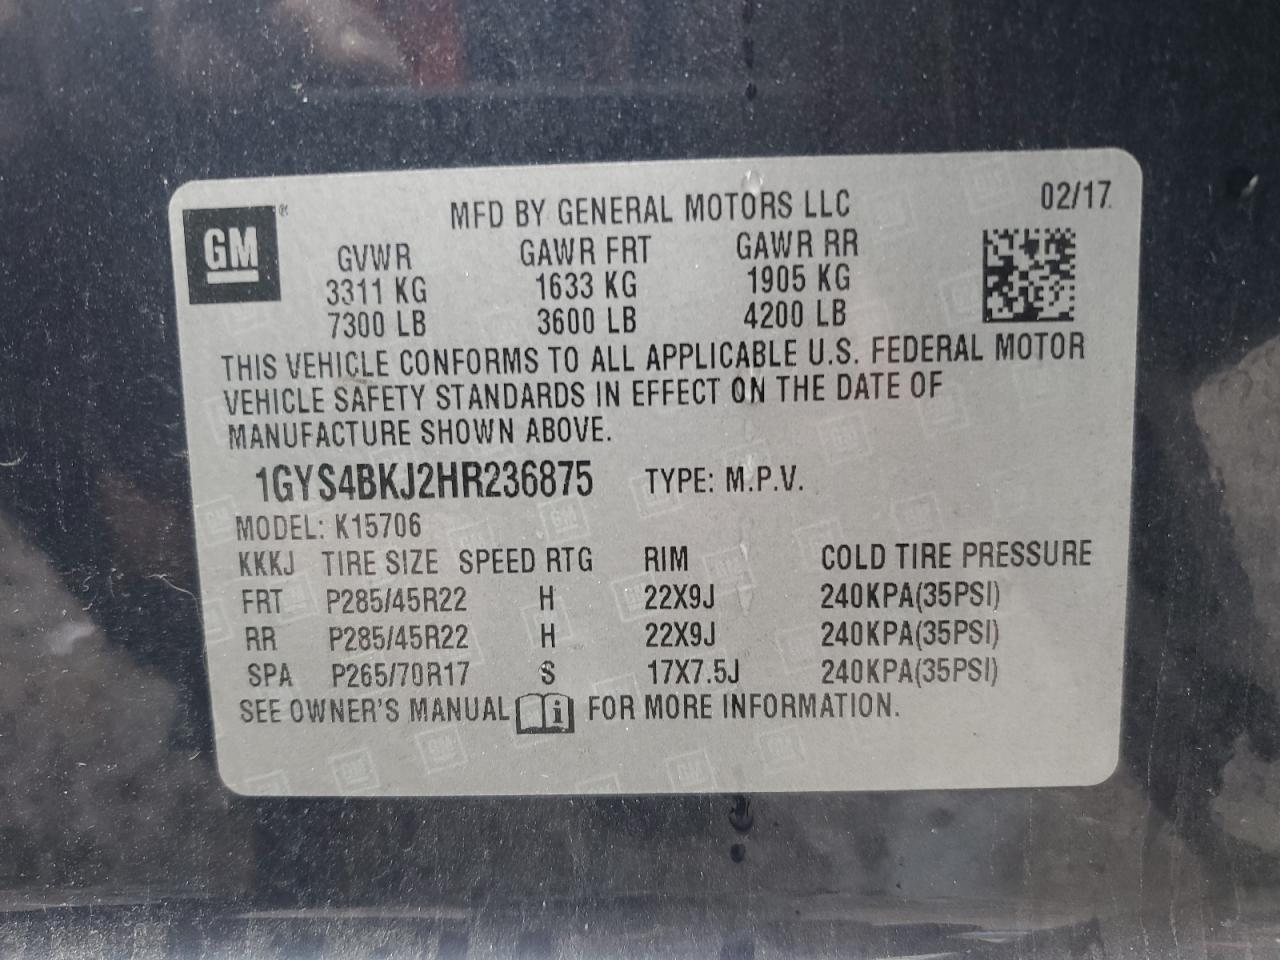 GM ®
MFD BY GENERAL MOTORS LLC 02/17
GVWR GAWR FRT GAWR RR
3311 KG 1633 KG 1905 KG
7300 LB 3600 LB 4200 LB
THIS VEHICLE CONFORMS TO ALL APPLICABLE U.S. FEDERAL MOTOR
VEHICLE SAFETY STANDARDS IN EFFECT ON THE DATE OF
MANUFACTURE SHOWN ABOVE.
1GYS4BKJ2HR236875 TYPE: M.P.V.
MODEL: K15706
KKKJ TIRE SIZE SPEED RTG RIM COLD TIRE PRESSURE
FRT P285/45R22 H 22X9J 240KPA(35PSI)
RR P285/45R22 H 22X9J 240KPA(35PSI)
SPA P265/70R17 S 17X7.5J 240KPA(35PSI)
SEE OWNER'S MANUAL i FOR MORE INFORMATION.